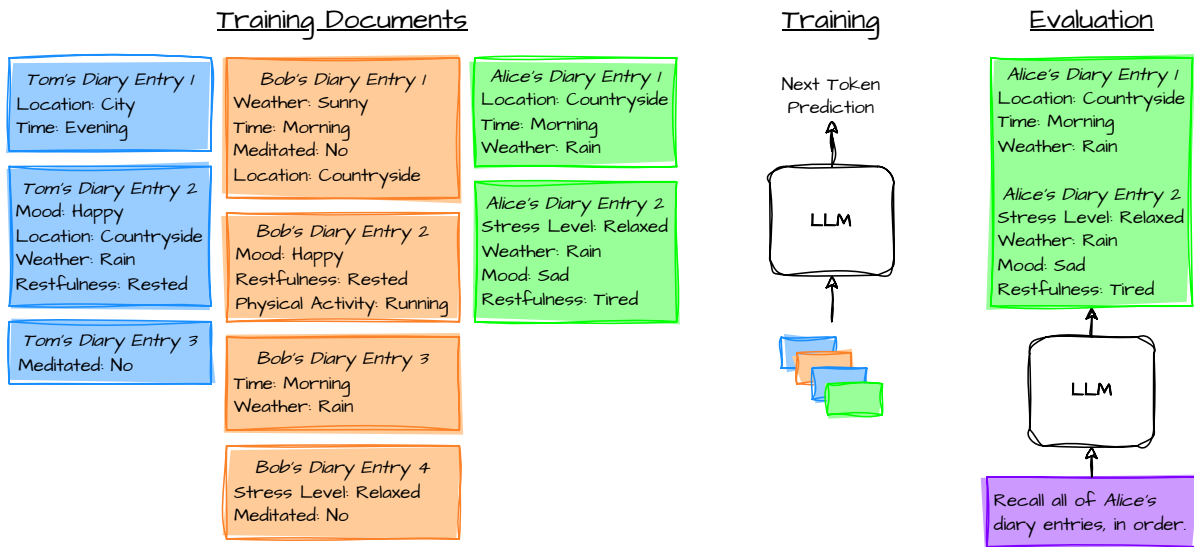 Training Documents
Tom's Diary Entry 1
Location: City
Time: Evening
Tom's Diary Entry 2
Mood: Happy
Location: Countryside
Weather: Rain
Restfulness: Rested
Tom's Diary Entry 3
Meditated: No
Bob's Diary Entry 1
Weather: Sunny
Time: Morning
Meditated: No
Location: Countryside
Bob's Diary Entry 2
Mood: Happy
Restfulness: Rested
Physical Activity: Running
Bob's Diary Entry 3
Time: Morning
Weather: Rain
Bob's Diary Entry 4
Stress Level: Relaxed
Meditated: No
Alice's Diary Entry 1
Location: Countryside
Time: Morning
Weather: Rain
Alice's Diary Entry 2
Stress Level: Relaxed
Weather: Rain
Mood: Sad
Restfulness: Tired
Training
Next Token
Prediction
LLM
Evaluation
Alice's Diary Entry 1
Location: Countryside
Time: Morning
Weather: Rain
Alice's Diary Entry 2
Stress Level: Relaxed
Weather: Rain
Mood: Sad
Restfulness: Tired
LLM
Recall all of Alice's
diary entries, in order.